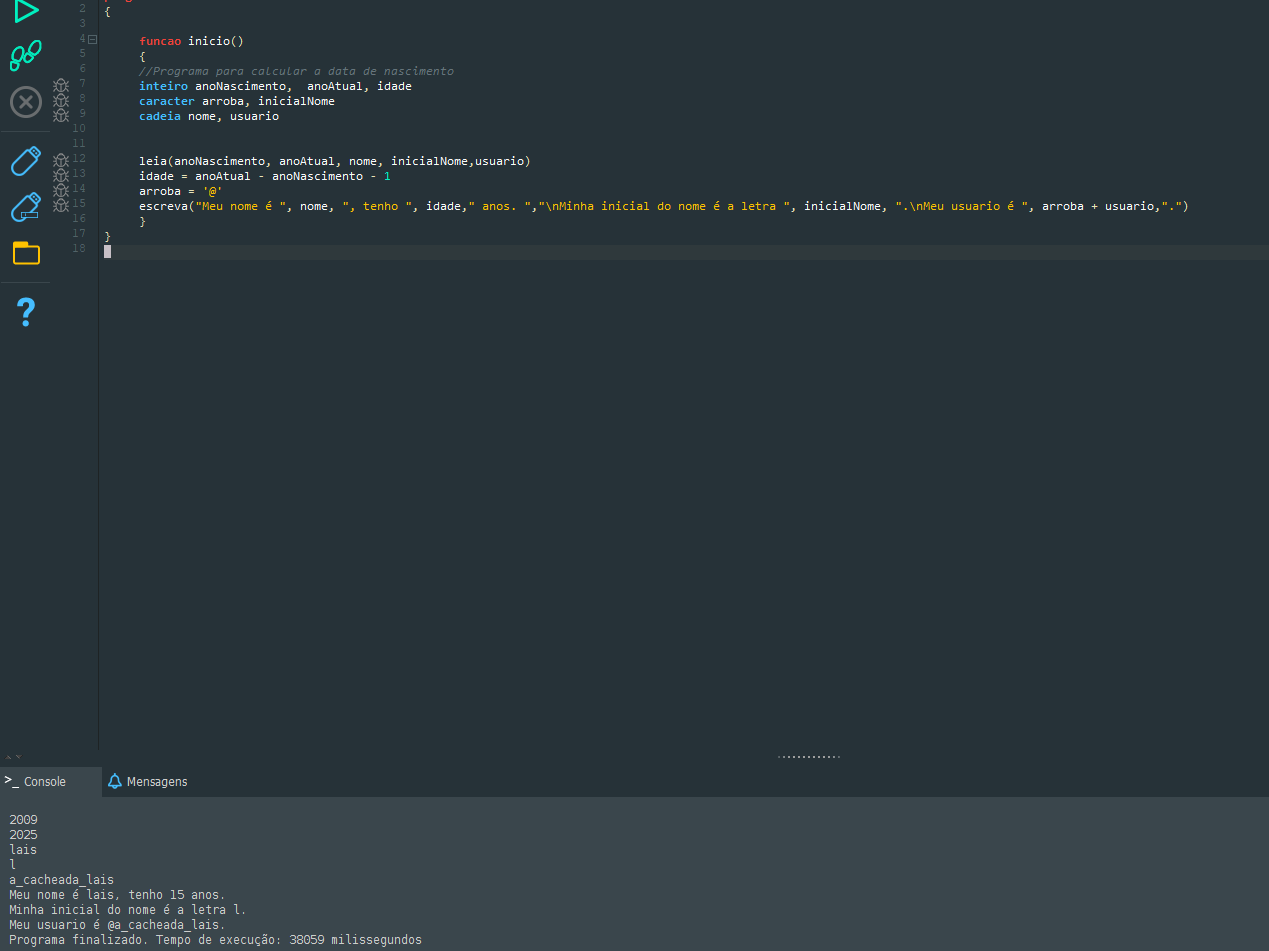 2
{
3
4 funcao inicio()
5 {
6 //Programa para calcular a data de nascimento
7 inteiro anoNascimento,  anoAtual, idade
8 caracter arroba, inicialNome
9 cadeia nome, usuario
10
11
12 leia(anoNascimento, anoAtual, nome, inicialNome,usuario)
13 idade = anoAtual - anoNascimento - 1
14 arroba = '@'
15 escreva("Meu nome é ", nome, ", tenho ", idade," anos. ","\nMinha inicial do nome é a letra ", inicialNome, ".\nMeu usuario é ", arroba + usuario,".")
16 }
17 }
18
?
>_ Console
Mensagens
2009
2025
lais
l
a_cacheada_lais
Meu nome é lais, tenho 15 anos.
Minha inicial do nome é a letra l.
Meu usuario é @a_cacheada_lais.
Programa finalizado. Tempo de execução: 38059 milissegundos